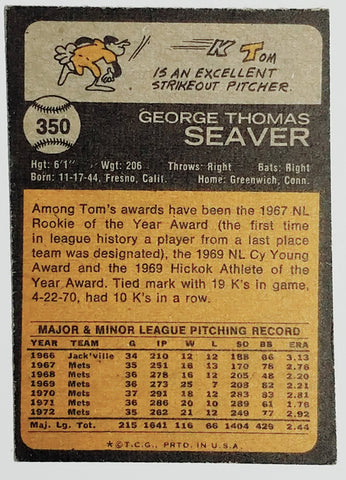 K TOM
IS AN EXCELLENT
STRIKEOUT PITCHER.
350
GEORGE THOMAS
SEAVER
Hgt: 6'1" Wgt: 206 Throws: Right Bats: Right
Born: 11-17-44, Fresno, Calif. Home: Greenwich, Conn.
Among Tom's awards have been the 1967 NL
Rookie of the Year Award (the first time
in league history a player from a last place
team was designated), the 1969 NL Cy Young
Award and the 1969 Hickok Athlete of the
Year Award. Tied mark with 19 K's in game,
4-22-70, had 10 K's in a row.
MAJOR & MINOR LEAGUE PITCHING RECORD
YEAR TEAM G IP W L SO BB ERA
1966 Jack'ville 34 210 12 12 188 66 3.13
1967 Mets 35 251 16 13 170 78 2.76
1968 Mets 36 278 16 12 205 48 2.20
1969 Mets 36 273 25 7 208 82 2.21
1970 Mets 37 291 18 12 283 83 2.81
1971 Mets 36 286 20 10 289 61 1.76
1972 Mets 35 262 21 12 249 77 2.92
Maj. Lg. Tot. 215 1641 116 66 1404 429 2.44
*©T.C.G., PRTD. IN U.S.A.